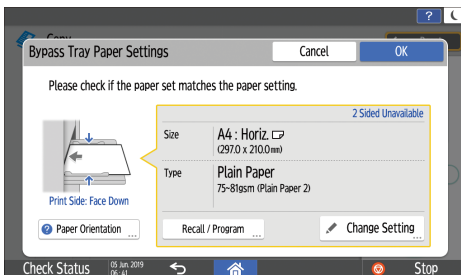 ?
Copy
Bypass Tray Paper Settings
Cancel
OK
Please check if the paper set matches the paper setting.
2 Sided Unavailable
Size
A4 : Horiz.
(297.0 x 210.0mm)
Type
Plain Paper
75-81gsm (Plain Paper 2)
Print Side: Face Down
? Paper Orientation ...
Recall / Program ...
Change Setting ...
Check Status
05 Jun. 2019
06:41
Stop